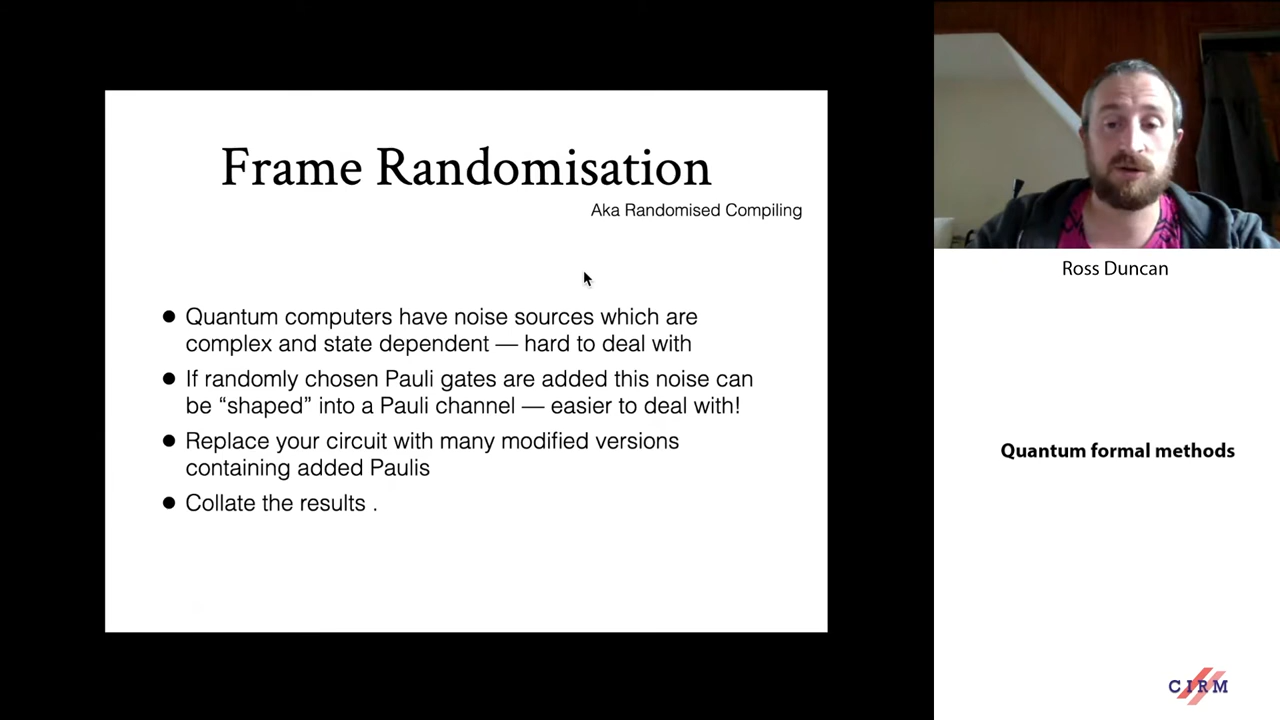 Frame Randomisation
Aka Randomised Compiling
● Quantum computers have noise sources which are
complex and state dependent — hard to deal with
● If randomly chosen Pauli gates are added this noise can
be “shaped” into a Pauli channel — easier to deal with!
● Replace your circuit with many modified versions
containing added Paulis
● Collate the results .
Ross Duncan
Quantum formal methods
CIRM